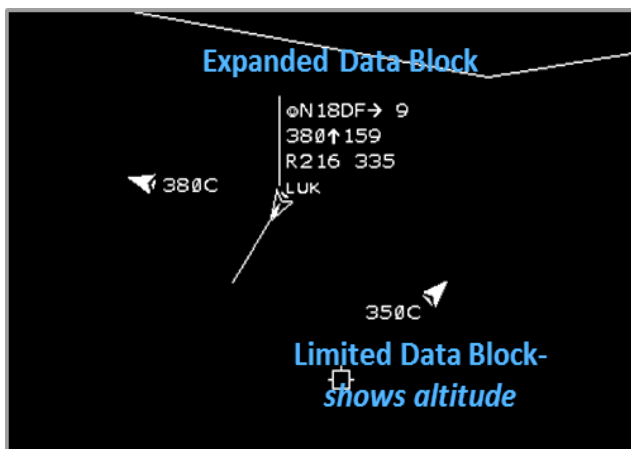 Expanded Data Block
⊙N18DF→ 9
380↑159
R216 335
LUK
380C
350C
Limited Data Block-
shows altitude